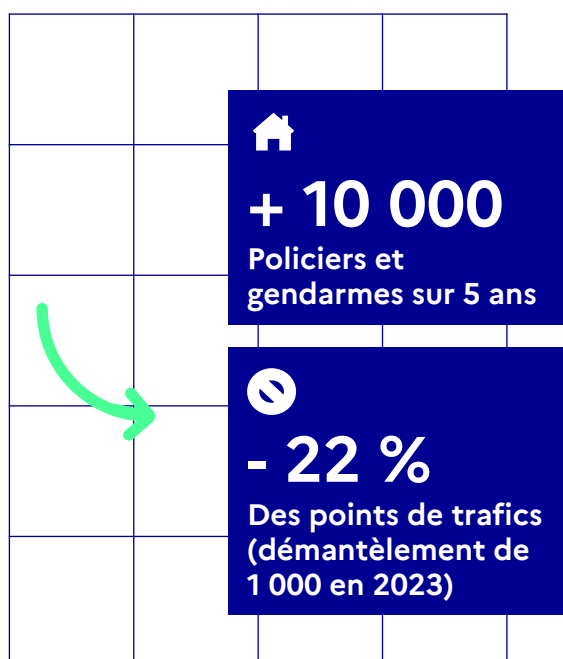 + 10 000
Policiers et
gendarmes sur 5 ans
- 22 %
Des points de trafics
(démantèlement de
1 000 en 2023)